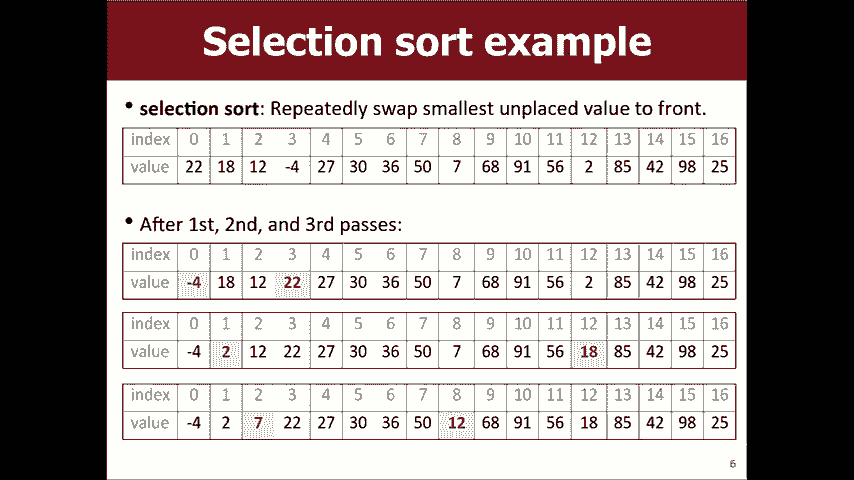 Selection sort example
• selection sort: Repeatedly swap smallest unplaced value to front.
index 0 1 2 3 4 5 6 7 8 9 10 11 12 13 14 15 16
value 22 18 12 -4 27 30 36 50 7 68 91 56 2 85 42 98 25
• After 1st, 2nd, and 3rd passes:
index 0 1 2 3 4 5 6 7 8 9 10 11 12 13 14 15 16
value -4 18 12 22 27 30 36 50 7 68 91 56 2 85 42 98 25
index 0 1 2 3 4 5 6 7 8 9 10 11 12 13 14 15 16
value -4 2 12 22 27 30 36 50 7 68 91 56 18 85 42 98 25
index 0 1 2 3 4 5 6 7 8 9 10 11 12 13 14 15 16
value -4 2 7 22 27 30 36 50 12 68 91 56 18 85 42 98 25
6